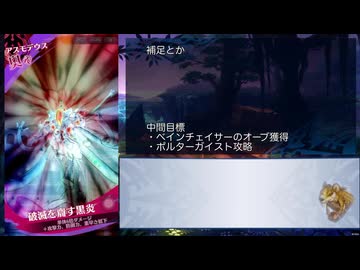 アスモデウス
奥義
補足とか
中間目標
・ペインチェイサーのオーブ獲得
・ポルターガイスト攻略
破滅を齎す黒炎